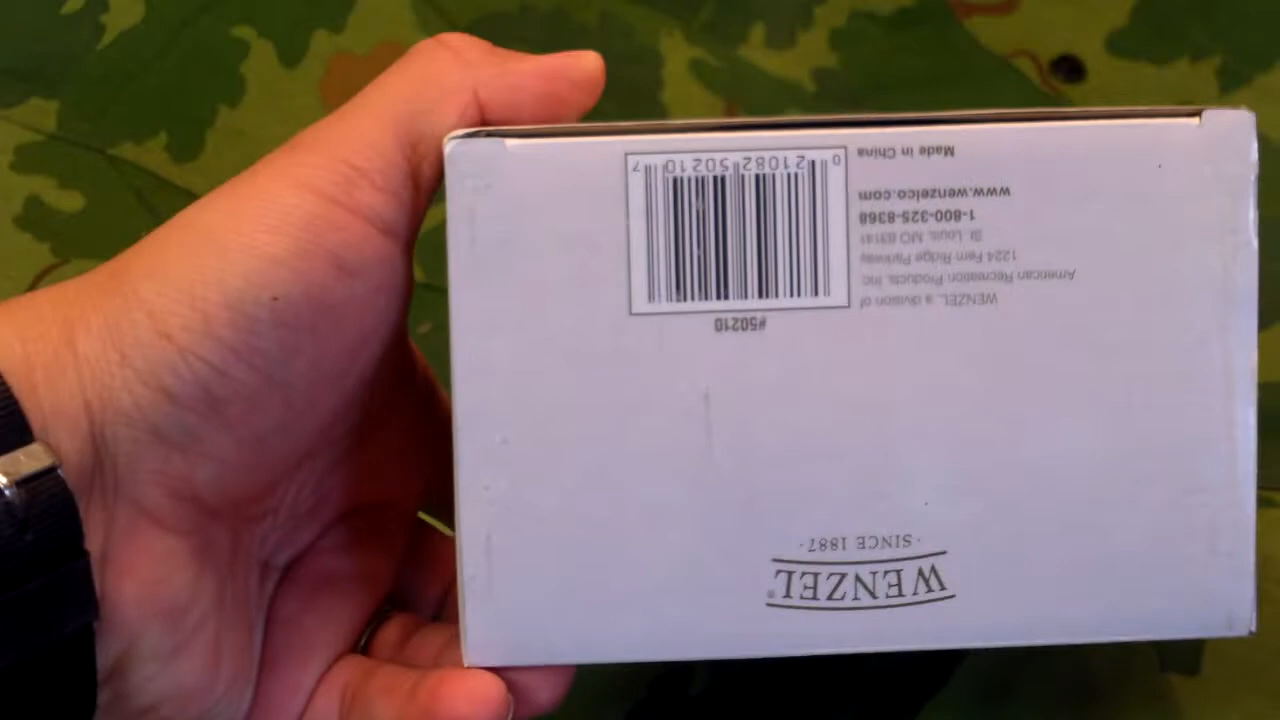 WENZEL®
· SINCE 1887 ·
#50210
0 21082 50210 7
WENZEL, a division of
American Recreation Products, Inc.
1224 Fern Ridge Parkway
St. Louis, MO 63141
1-800-325-8368
www.wenzelco.com
Made in China